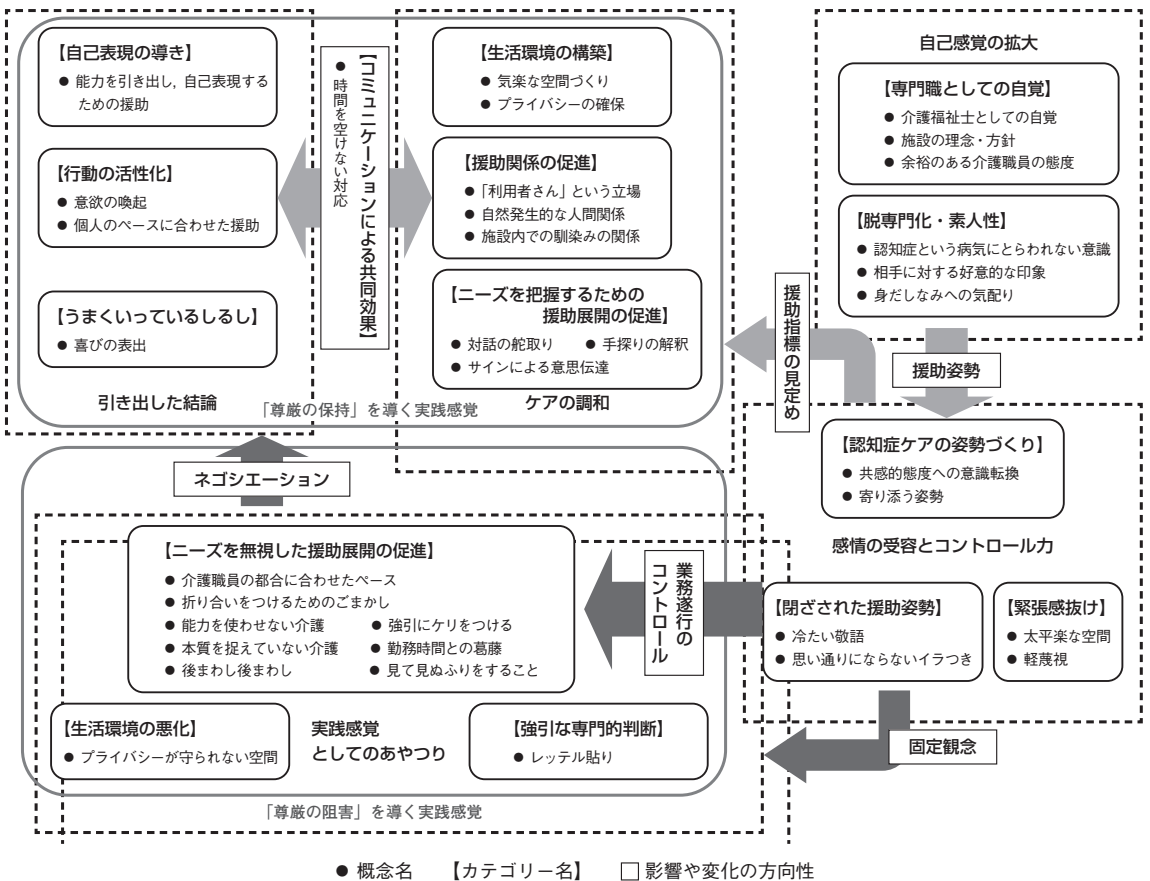 【自己表現の導き】
● 能力を引き出し，自己表現する
ための援助
【行動の活性化】
● 意欲の喚起
● 個人のペースに合わせた援助
【うまくいっているしるし】
● 喜びの表出
引き出した結論
【コミュニケーションによる共同効果】
● 時間を空けない対応
【生活環境の構築】
● 気楽な空間づくり
● プライバシーの確保
【援助関係の促進】
● 「利用者さん」という立場
● 自然発生的な人間関係
● 施設内での馴染みの関係
【ニーズを把握するための
援助展開の促進】
● 対話の舵取り ● 手探りの解釈
● サインによる意思伝達
ケアの調和
「尊厳の保持」を導く実践感覚
自己感覚の拡大
【専門職としての自覚】
● 介護福祉士としての自覚
● 施設の理念・方針
● 余裕のある介護職員の態度
【脱専門化・素人性】
● 認知症という病気にとらわれない意識
● 相手に対する好意的な印象
● 身だしなみへの気配り
援助指標の見定め
援助姿勢
【認知症ケアの姿勢づくり】
● 共感的態度への意識転換
● 寄り添う姿勢
感情の受容とコントロール力
【閉ざされた援助姿勢】
● 冷たい敬語
● 思い通りにならないイラつき
【緊張感抜け】
● 太平楽な空間
● 軽蔑視
ネゴシエーション
【ニーズを無視した援助展開の促進】
● 介護職員の都合に合わせたペース
● 折り合いをつけるためのごまかし
● 能力を使わせない介護 ● 強引にケリをつける
● 本質を捉えていない介護 ● 勤務時間との葛藤
● 後まわし後まわし ● 見て見ぬふりをすること
業務遂行の
コントロール
【生活環境の悪化】
● プライバシーが守られない空間
実践感覚
としてのあやつり
【強引な専門的判断】
● レッテル貼り
固定観念
「尊厳の阻害」を導く実践感覚
● 概念名 【カテゴリー名】 □ 影響や変化の方向性